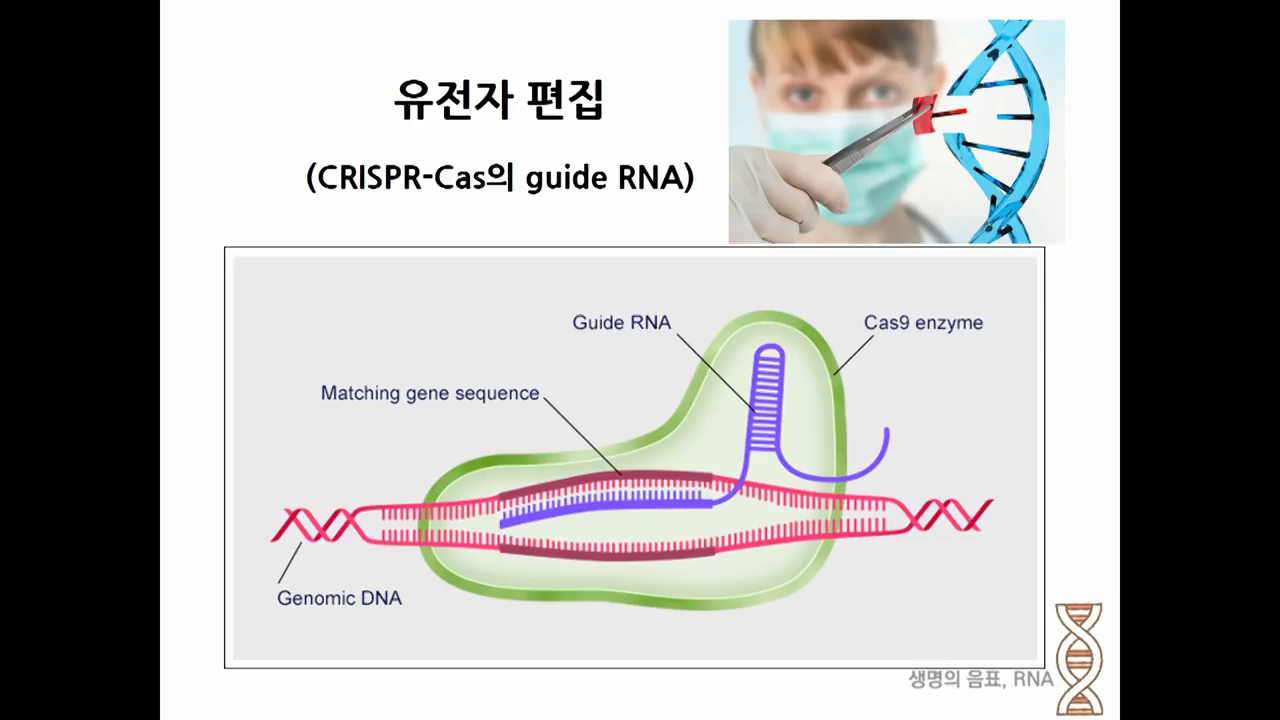 유전자 편집
(CRISPR-Cas의 guide RNA)
Guide RNA
Cas9 enzyme
Matching gene sequence
Genomic DNA
생명의 음표, RNA